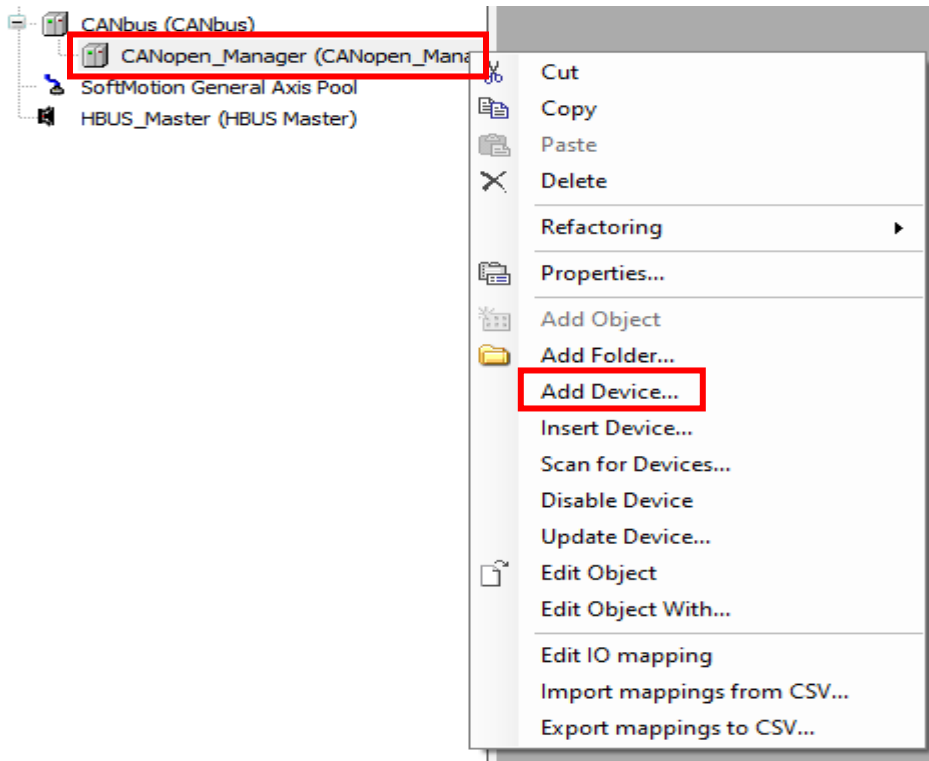 CANbus (CANbus)
CANopen_Manager (CANopen_Mana
SoftMotion General Axis Pool
HBUS_Master (HBUS Master)
Cut
Copy
Paste
Delete
Refactoring
Properties...
Add Object
Add Folder...
Add Device...
Insert Device...
Scan for Devices...
Disable Device
Update Device...
Edit Object
Edit Object With...
Edit IO mapping
Import mappings from CSV...
Export mappings to CSV...